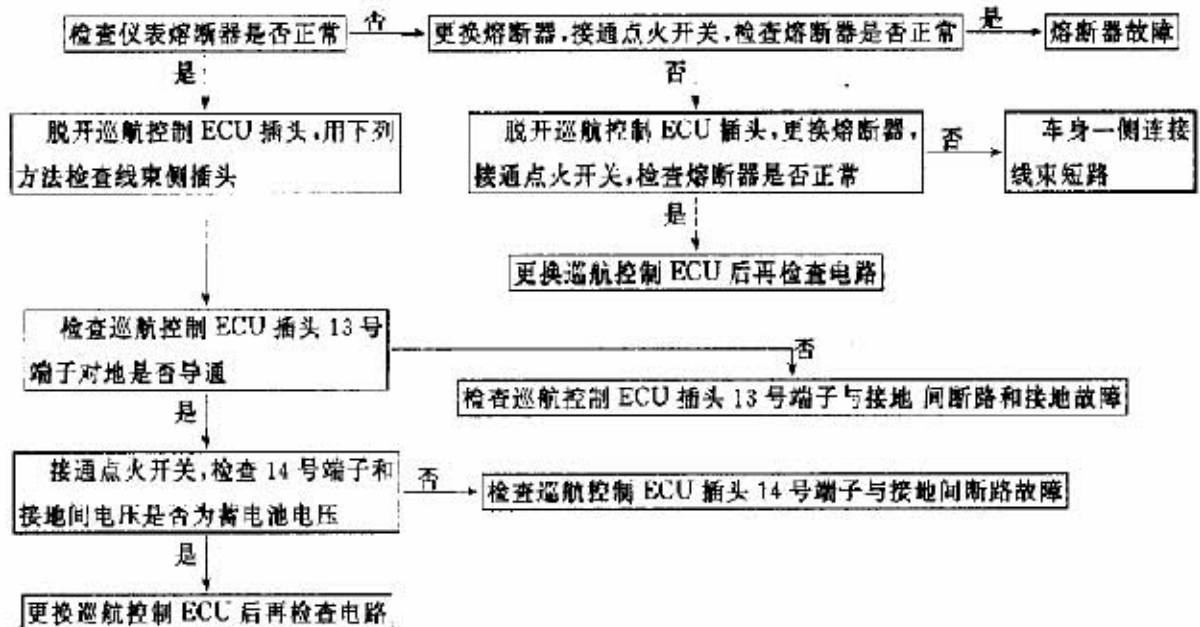 检查仪表熔断器是否正常
否
更换熔断器,接通点火开关,检查熔断器是否正常
是
熔断器故障
是
否
脱开巡航控制 ECU 插头,用下列
方法检查线束侧插头
脱开巡航控制 ECU 插头,更换熔断器,
接通点火开关,检查熔断器是否正常
否
车身一侧连接
线束短路
是
更换巡航控制 ECU 后再检查电路
检查巡航控制 ECU 插头 13 号
端子对地是否导通
否
检查巡航控制 ECU 插头 13 号端子与接地 间断路和接地故障
是
接通点火开关,检查 14 号端子和
接地间电压是否为蓄电池电压
否
检查巡航控制 ECU 插头 14 号端子与接地间断路故障
是
更换巡航控制 ECU 后再检查电路